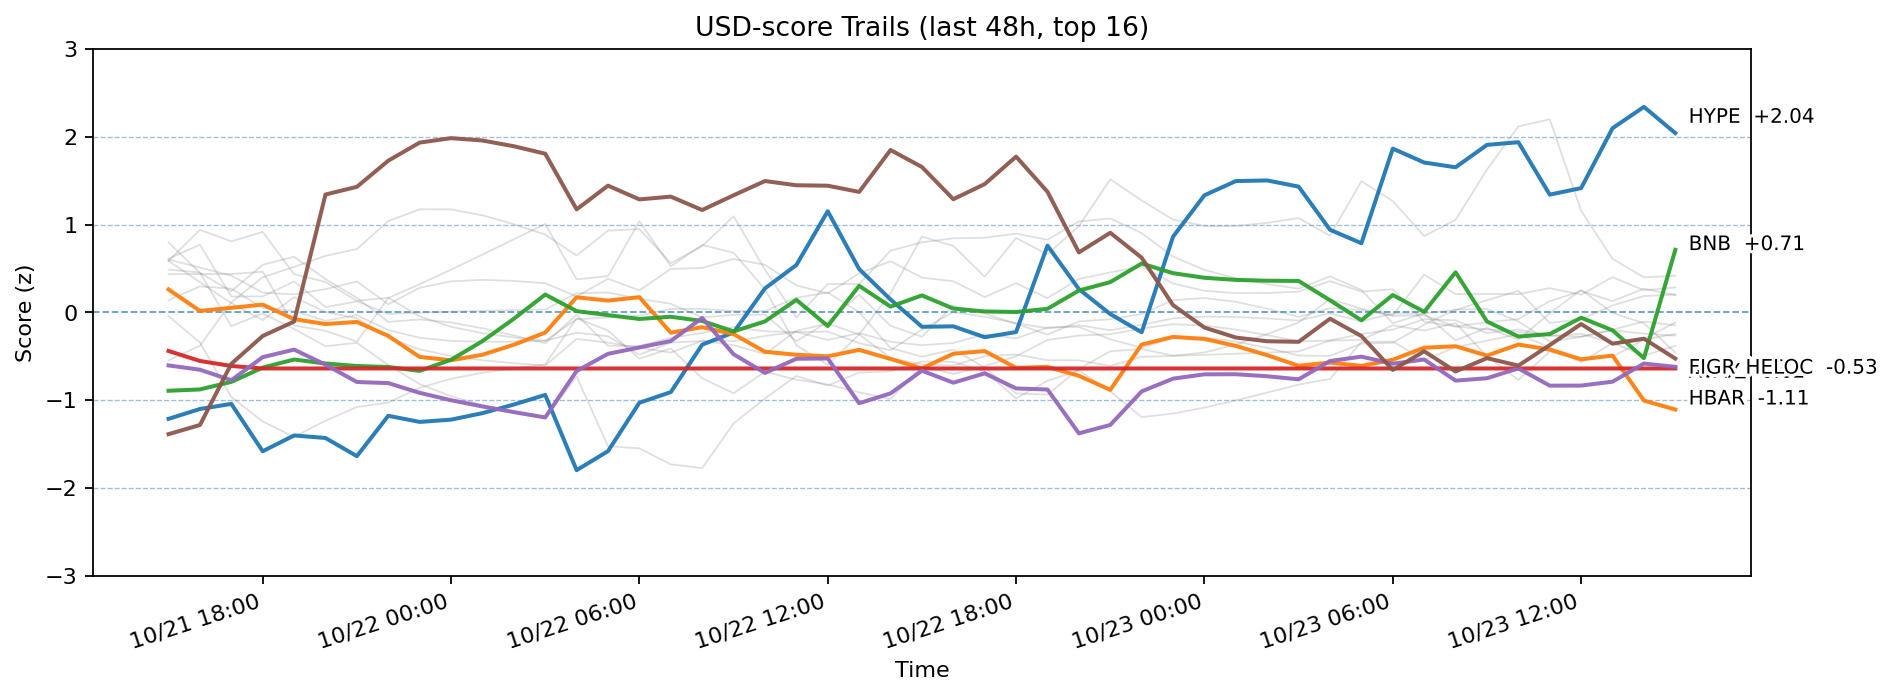 USD-score Trails (last 48h, top 16)
Score (z)
3
2
1
0
−1
−2
−3
HYPE +2.04
BNB +0.71
HELOC -0.53
HBAR -1.11
10/21 18:00
10/22 00:00
10/22 06:00
10/22 12:00
10/22 18:00
10/23 00:00
10/23 06:00
10/23 12:00
Time